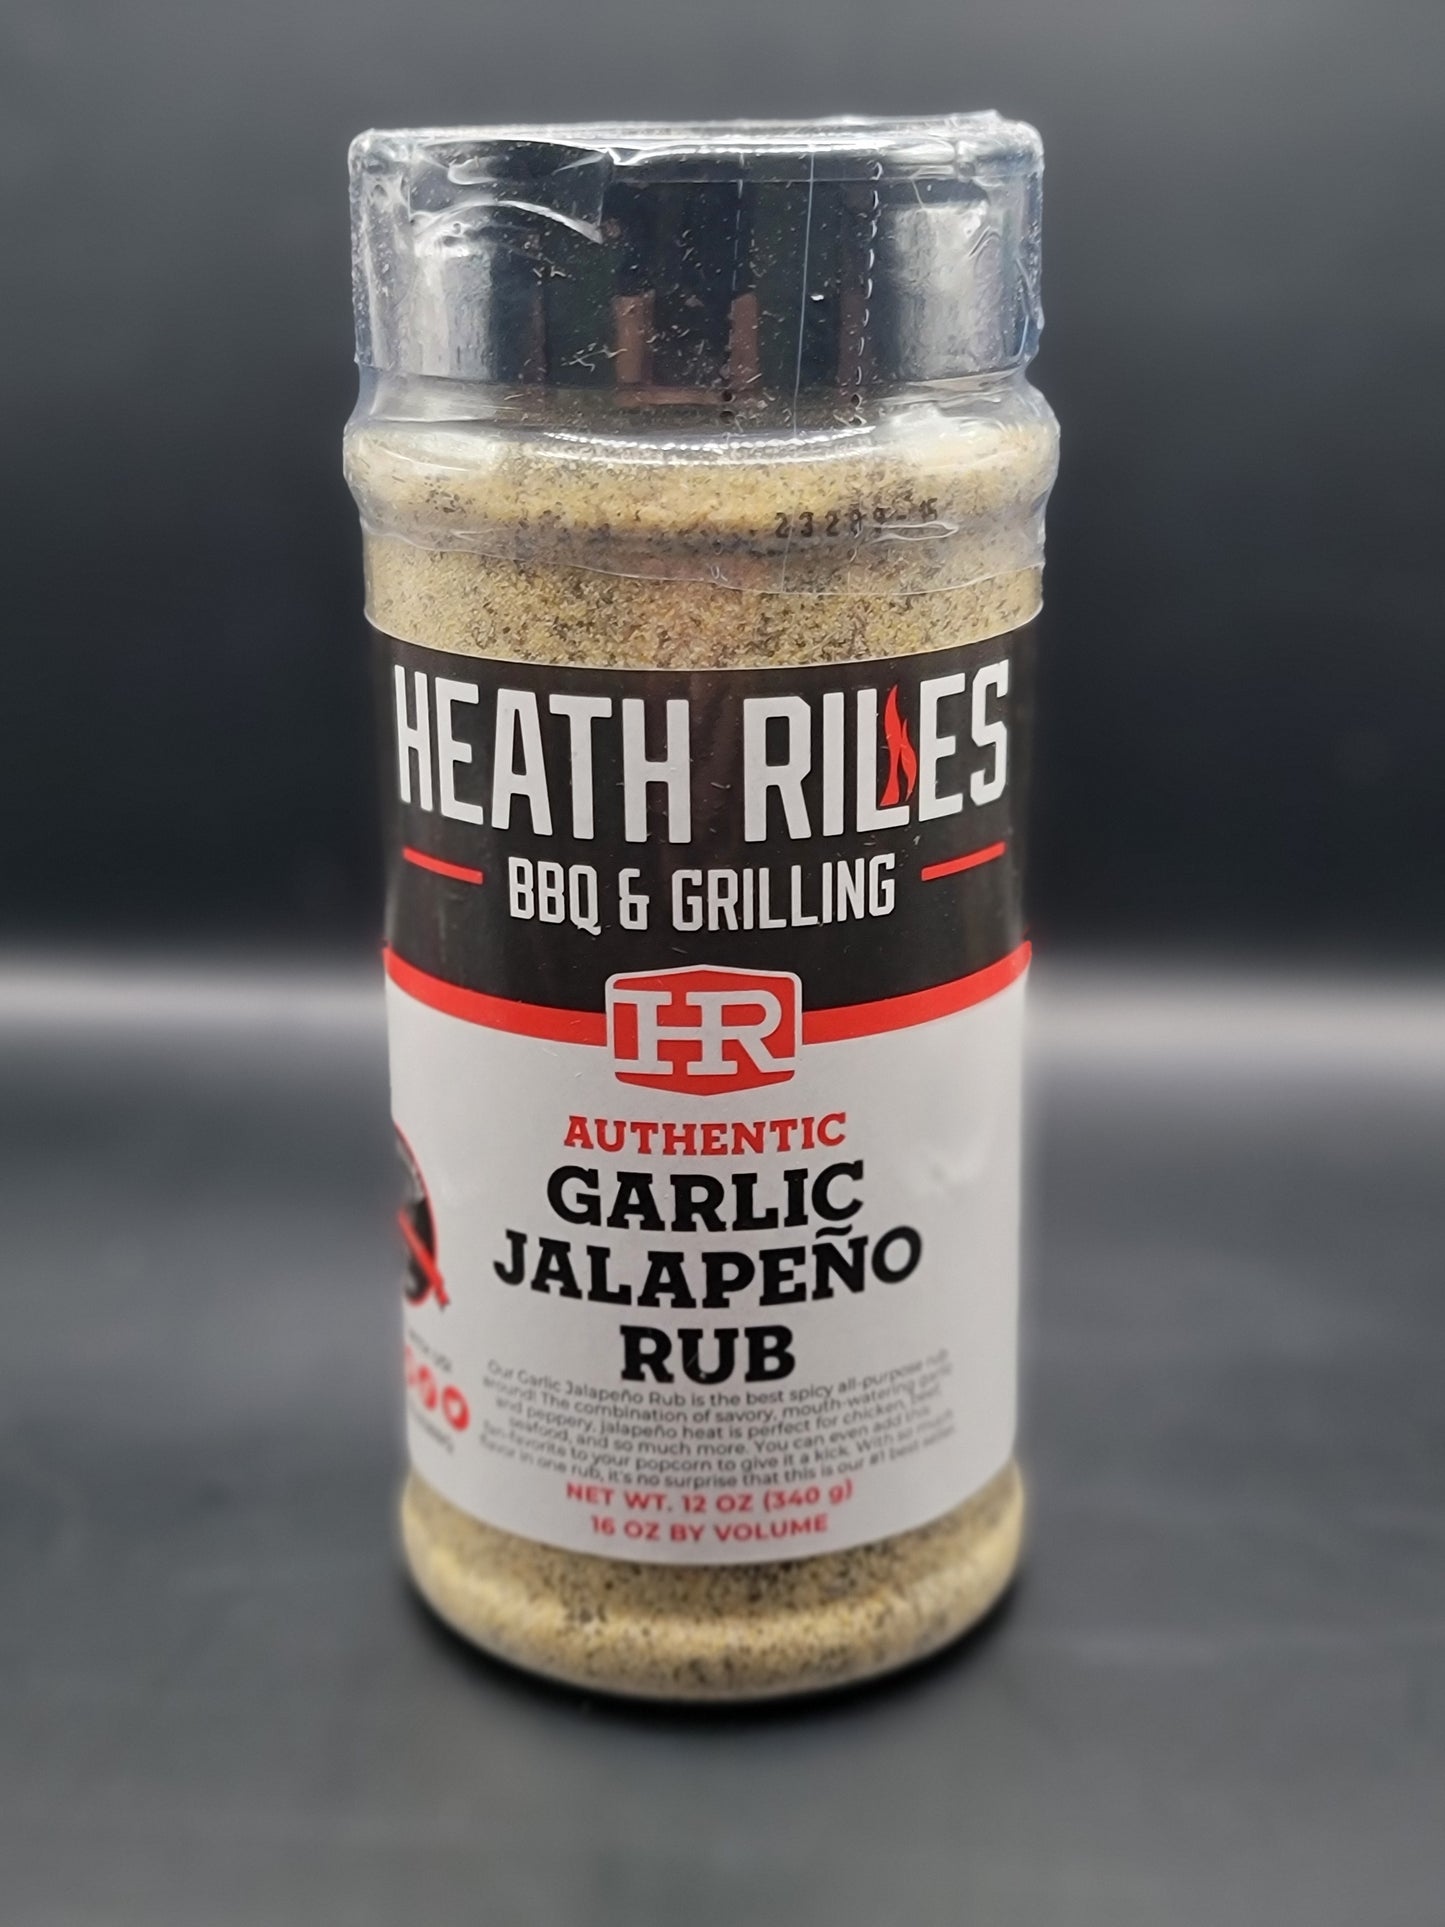 23289-15
HEATH RILES
BBQ & GRILLING
HR
AUTHENTIC
GARLIC
JALAPEÑO
RUB
Our Garlic Jalapeño Rub is the best spicy all-purpose rub
around! The combination of savory, mouth-watering garlic
and peppery, jalapeño heat is perfect for chicken, beef,
seafood, and so much more. You can even add this
fan-favorite to your popcorn to give it a kick. With so much
flavor in one rub, it's no surprise that this is our #1 best seller.
NET WT. 12 OZ (340 g)
16 OZ BY VOLUME